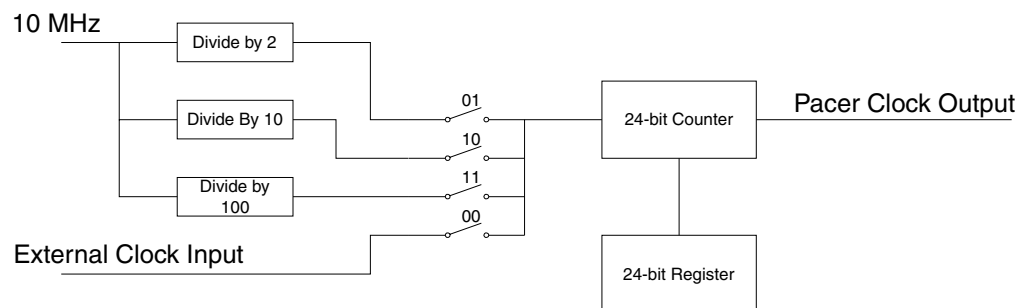 10 MHz
Divide by 2
01
24-bit Counter
Pacer Clock Output
Divide By 10
10
Divide by
100
11
00
External Clock Input
24-bit Register